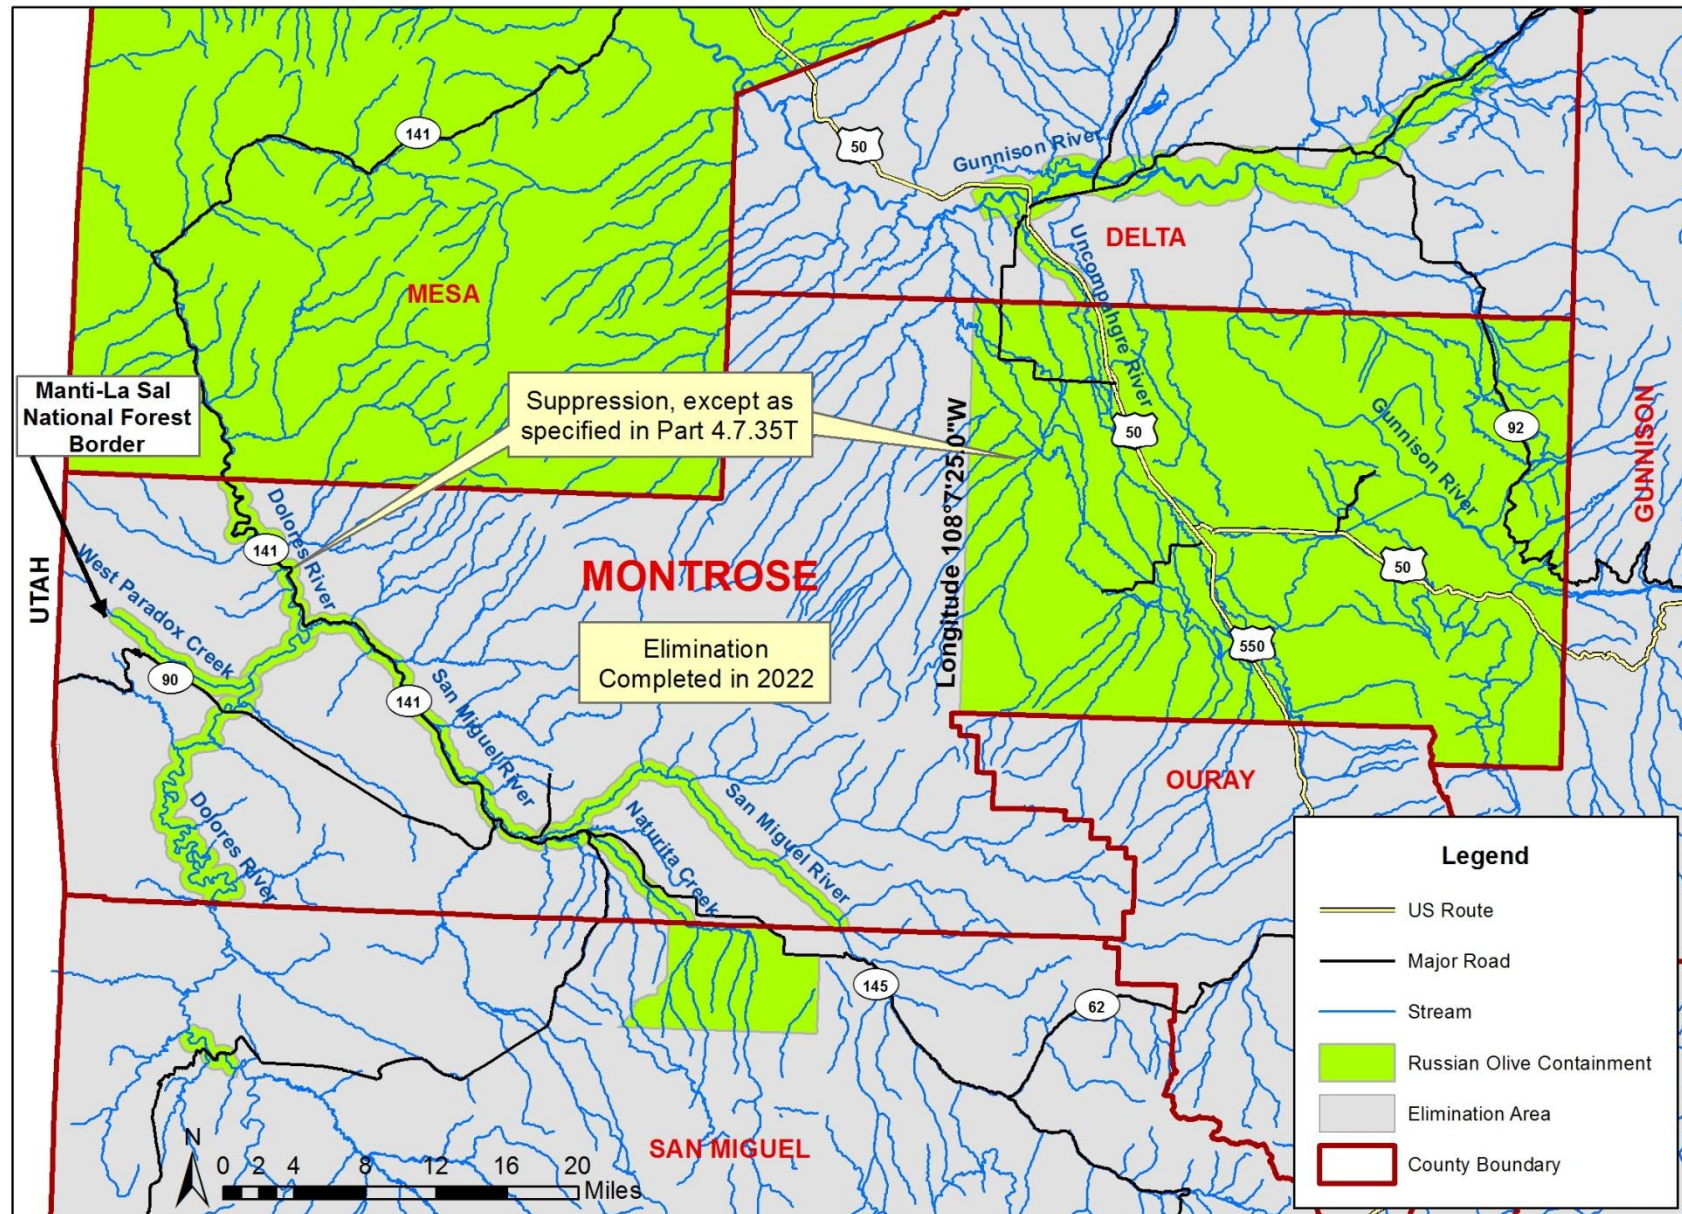 141
50
Gunnison River
DELTA
Uncompahgre River
MESA
Manti-La Sal
National Forest
Border
Suppression, except as
specified in Part 4.7.35T
Longitude 108°7'25.0"W
50
Gunnison River
92
GUNNISON
Dolores River
141
West Paradox Creek
UTAH
MONTROSE
50
Elimination
Completed in 2022
550
90
141
San Miguel River
OURAY
San Miguel River
Naturita Creek
Dolores River
145
62
SAN MIGUEL
N
0 2 4 8 12 16 20
Miles
Legend
US Route
Major Road
Stream
Russian Olive Containment
Elimination Area
County Boundary